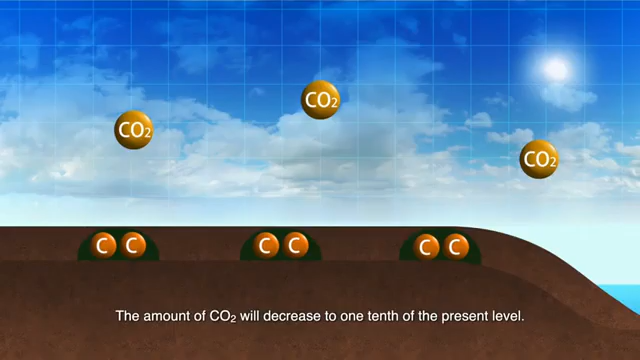 CO₂
CO₂
CO₂
C C C C C C
The amount of CO₂ will decrease to one tenth of the present level.